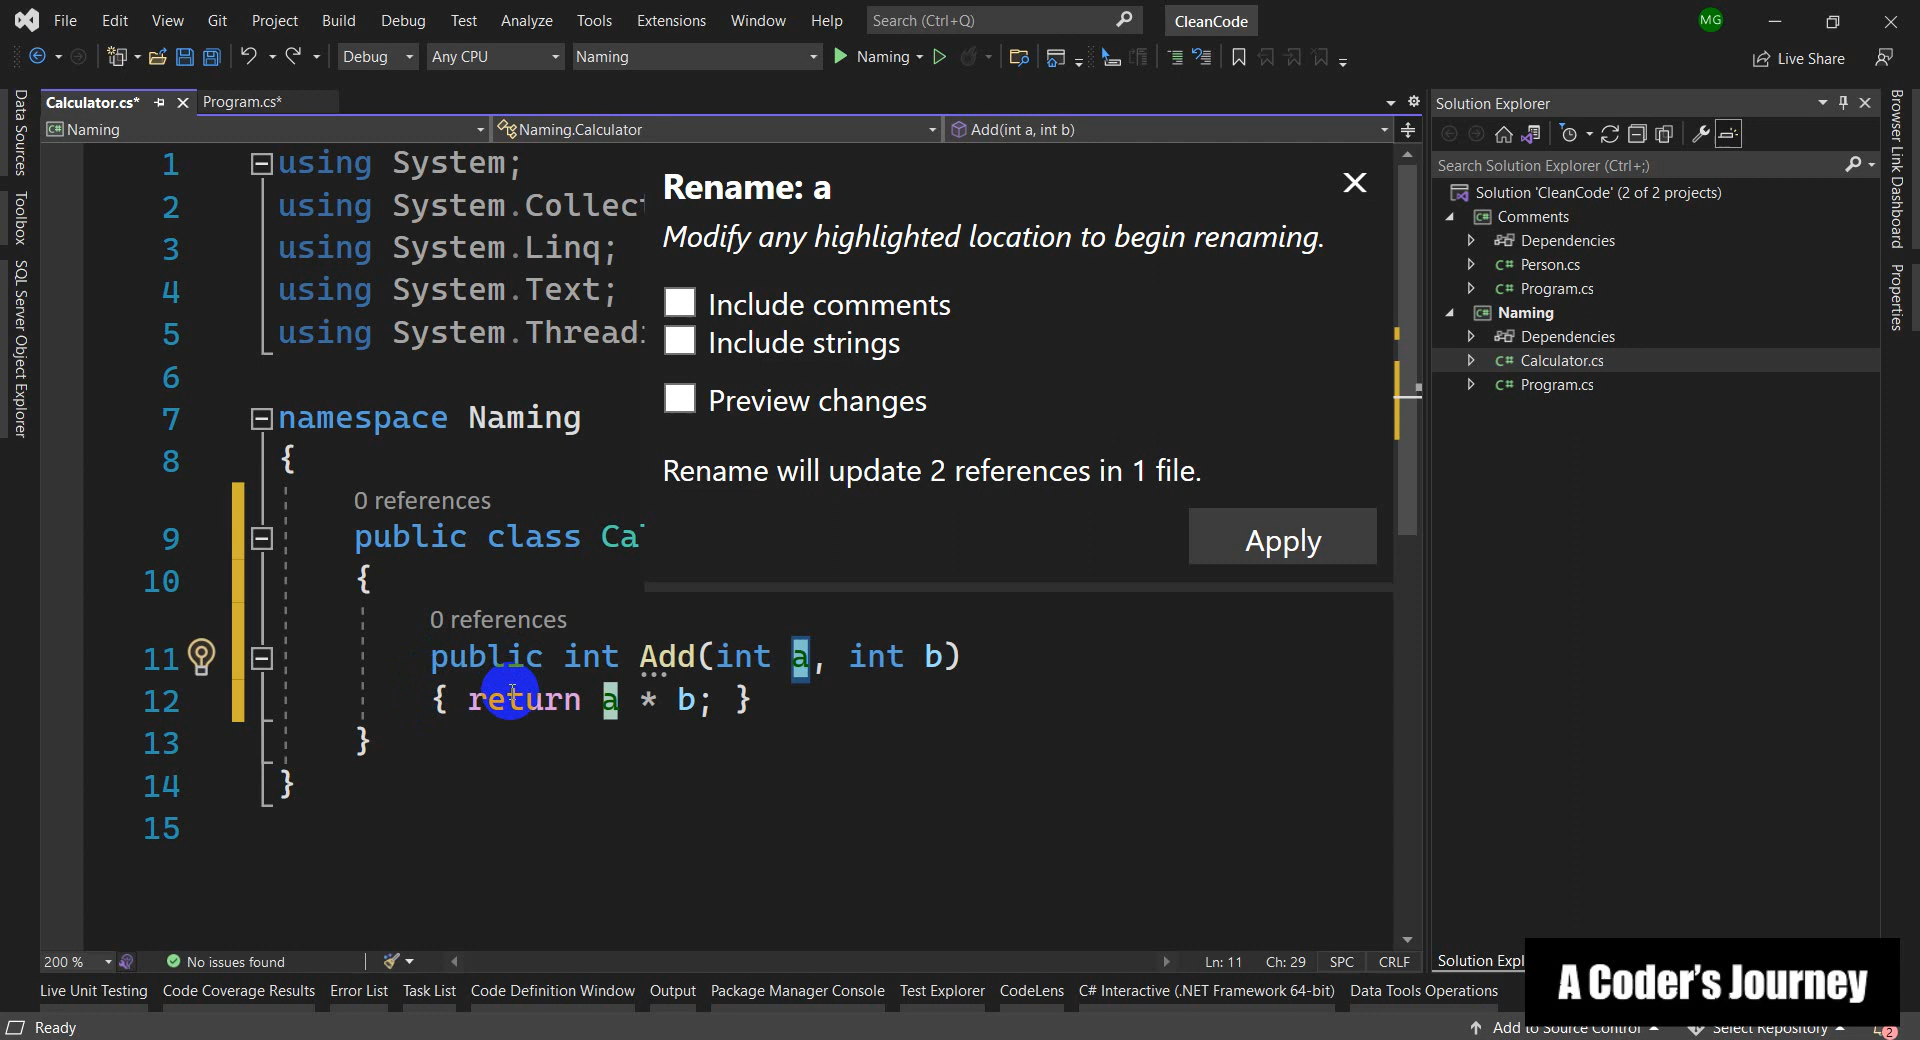 File Edit View Git Project Build Debug Test Analyze Tools Extensions Window Help Search (Ctrl+Q) CleanCode MG
Debug Any CPU Naming Naming Live Share
Data Sources
Toolbox
SQL Server Object Explorer
Calculator.cs* Program.cs*
C# Naming Naming.Calculator Add(int a, int b)
1 using System;
2 using System.Collect
3 using System.Linq;
4 using System.Text;
5 using System.Thread
6
7 namespace Naming
8 {
0 references
9 public class Ca
10 {
0 references
11 public int Add(int a, int b)
12 { return a * b; }
13 }
14 }
15
Rename: a
Modify any highlighted location to begin renaming.
Include comments
Include strings
Preview changes
Rename will update 2 references in 1 file.
Apply
Solution Explorer
Search Solution Explorer (Ctrl+;)
Solution 'CleanCode' (2 of 2 projects)
C# Comments
Dependencies
C# Person.cs
C# Program.cs
C# Naming
Dependencies
C# Calculator.cs
C# Program.cs
Browser Link Dashboard
Properties
200 % No issues found Ln: 11 Ch: 29 SPC CRLF
Solution Expl
Live Unit Testing Code Coverage Results Error List Task List Code Definition Window Output Package Manager Console Test Explorer CodeLens C# Interactive (.NET Framework 64-bit) Data Tools Operations
A Coder's Journey
Ready Add to Source Control Select Repository 2